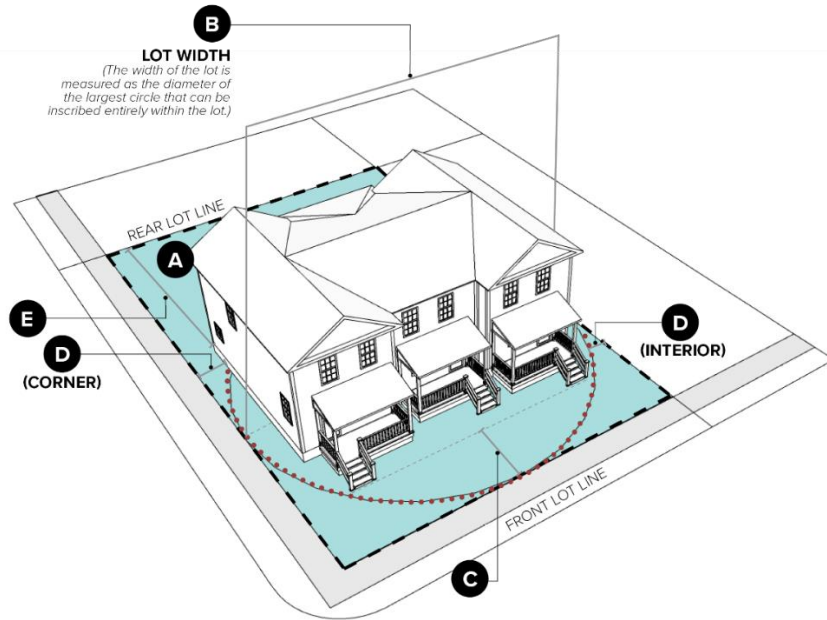 B
LOT WIDTH
(The width of the lot is
measured as the diameter of
the largest circle that can be
inscribed entirely within the lot.)
REAR LOT LINE
A
E
D
(CORNER)
D
(INTERIOR)
FRONT LOT LINE
C